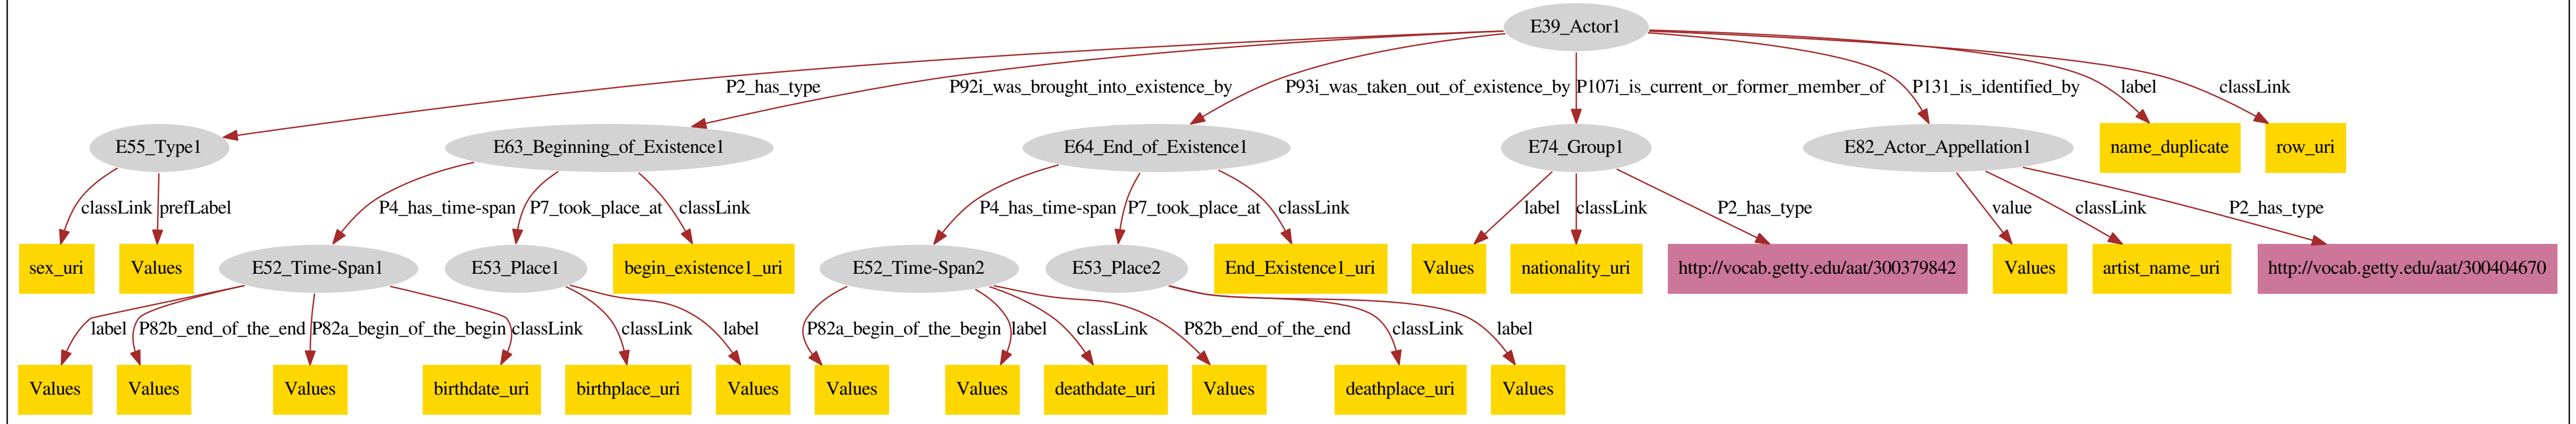 E39_Actor1
P2_has_type
P92i_was_brought_into_existence_by
P93i_was_taken_out_of_existence_by
P107i_is_current_or_former_member_of
P131_is_identified_by
label
classLink
E55_Type1
E63_Beginning_of_Existence1
E64_End_of_Existence1
E74_Group1
E82_Actor_Appellation1
name_duplicate
row_uri
classLink
prefLabel
P4_has_time-span
P7_took_place_at
classLink
P4_has_time-span
P7_took_place_at
classLink
label
classLink
P2_has_type
value
classLink
P2_has_type
sex_uri
Values
E52_Time-Span1
E53_Place1
begin_existence1_uri
E52_Time-Span2
E53_Place2
End_Existence1_uri
Values
nationality_uri
http://vocab.getty.edu/aat/300379842
Values
artist_name_uri
http://vocab.getty.edu/aat/300404670
label
P82b_end_of_the_end
P82a_begin_of_the_begin
classLink
classLink
label
P82a_begin_of_the_begin
label
classLink
P82b_end_of_the_end
classLink
label
Values
Values
Values
birthdate_uri
birthplace_uri
Values
Values
Values
deathdate_uri
Values
deathplace_uri
Values